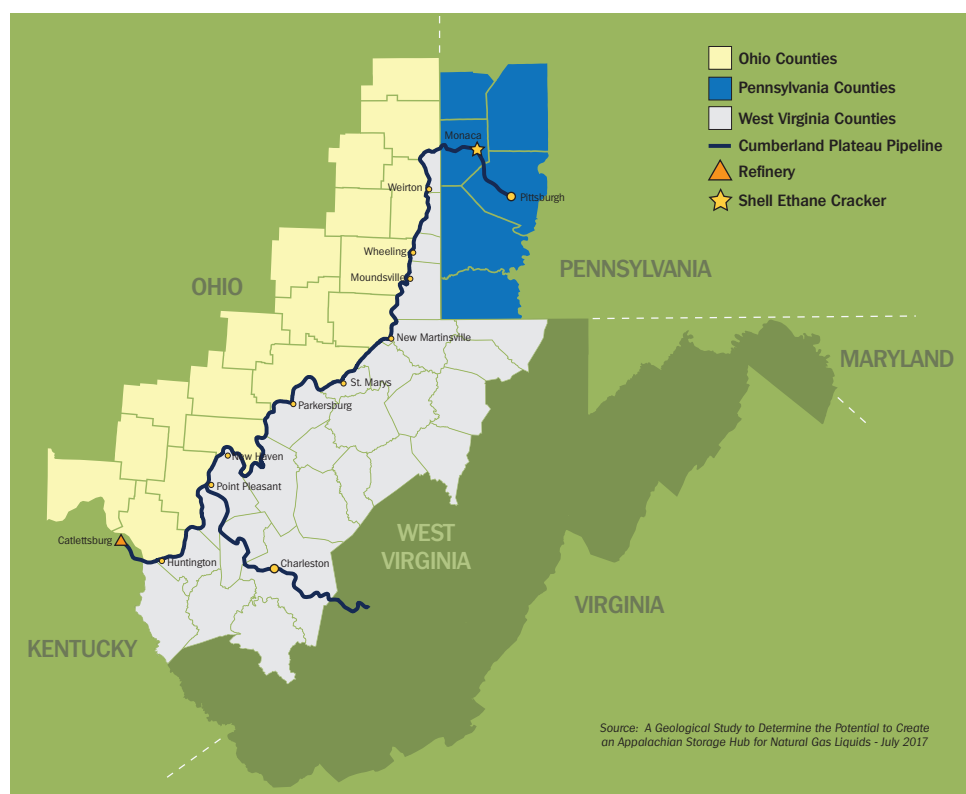 Ohio Counties
Pennsylvania Counties
West Virginia Counties
Cumberland Plateau Pipeline
Refinery
Shell Ethane Cracker
Monaca
Weirton
Pittsburgh
Wheeling
Moundsville
PENNSYLVANIA
OHIO
New Martinsville
MARYLAND
St. Marys
Parkersburg
New Haven
Point Pleasant
WEST
VIRGINIA
Catlettsburg
Huntington
Charleston
VIRGINIA
KENTUCKY
Source: A Geological Study to Determine the Potential to Create
an Appalachian Storage Hub for Natural Gas Liquids - July 2017